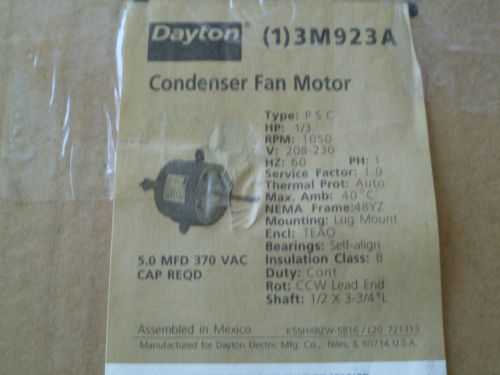 Dayton (1)3M923A
Condenser Fan Motor
Type: P S C
HP: 1/3
RPM: 1050
V: 208-230
HZ: 60 PH: 1
Service Factor: 1.0
Thermal Prot: Auto
Max. Amb: 40°C
NEMA Frame:48YZ
Mounting: Lug Mount
Encl: TEAO
Bearings: Self-align
Insulation Class: B
Duty: Cont
Rot: CCW Lead End
Shaft: 1/2 X 3-3/4"L
5.0 MFD 370 VAC
CAP REQD
Assembled in Mexico
/L20 721313
Manufactured for Dayton Electric Mfg. Co., Niles, IL 60714 U.S.A.